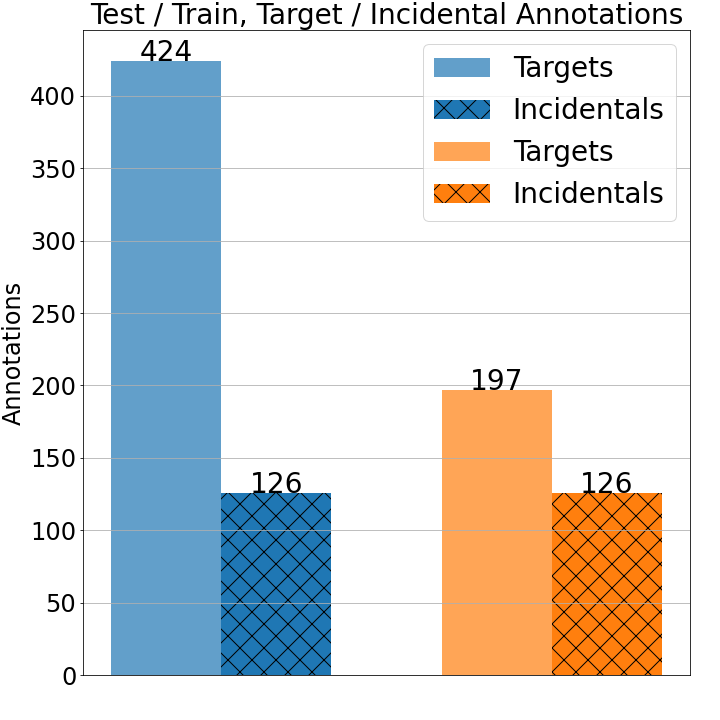 Test / Train, Target / Incidental Annotations
424
Targets
Incidentals
Targets
Incidentals
400
350
300
250
200
150
100
50
0
Annotations
197
126
126